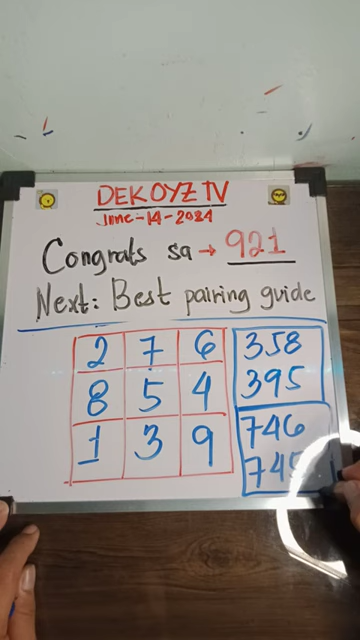 DEKOYZ TV
June-14-2024
Congrats sa → 921
Next: Best pairing guide
2 7 6
8 5 4
1 3 9
358
395
746
745